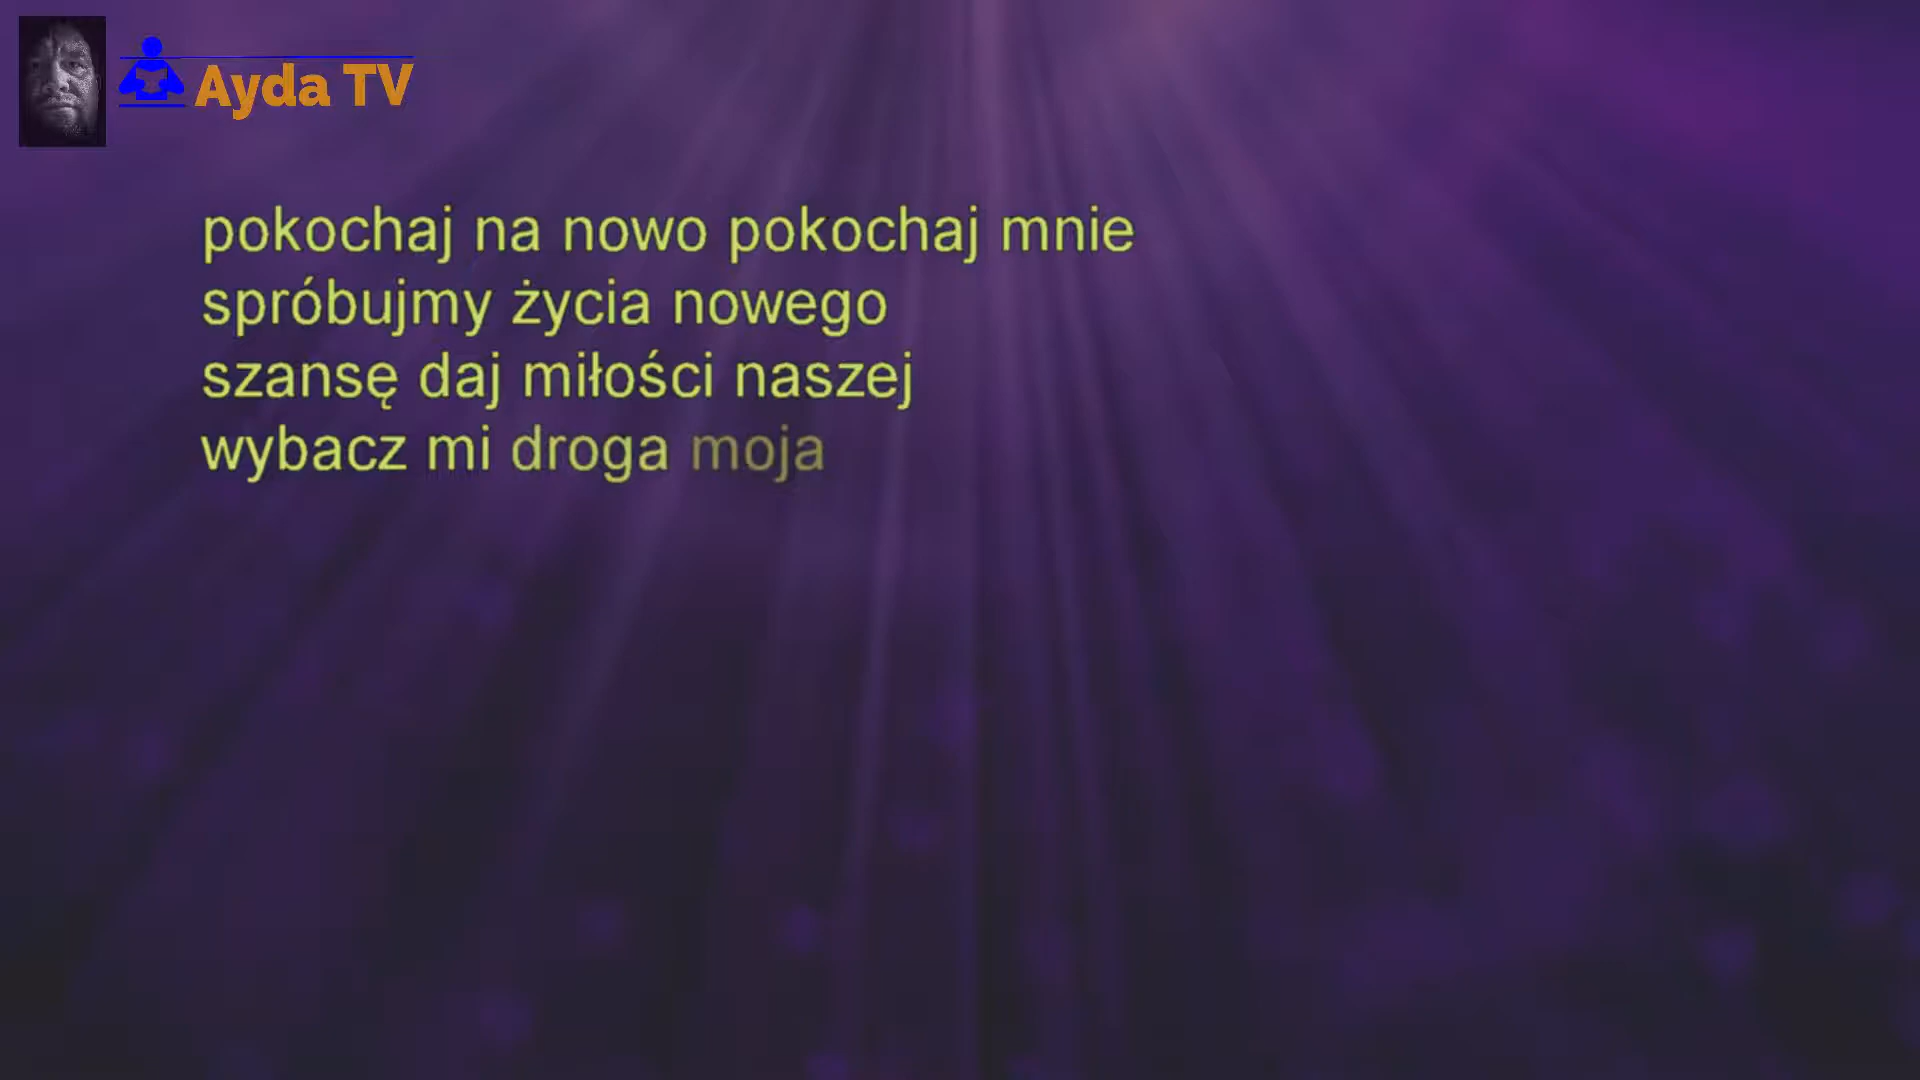 Ayda TV
pokochaj na nowo pokochaj mnie
spróbujmy życia nowego
szansę daj miłości naszej
wybacz mi droga moja